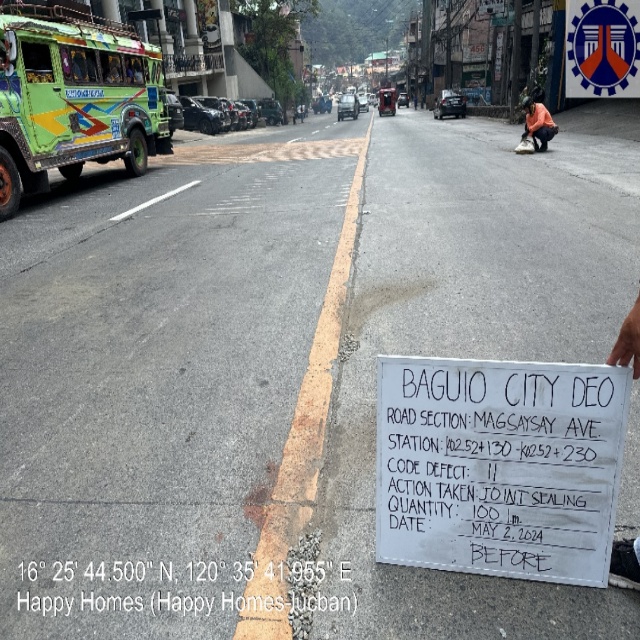 BAGUIO CITY DEO
ROAD SECTION: MAGSAYSAY AVE
STATION: K0252+130 - K0252+230
CODE DEFECT: 11
ACTION TAKEN: JOINT SEALING
QUANTITY: 100 l.m
DATE: MAY 2, 2024
BEFORE
16° 25' 44.500" N, 120° 35' 41.955" E
Happy Homes (Happy Homes-Lucban)